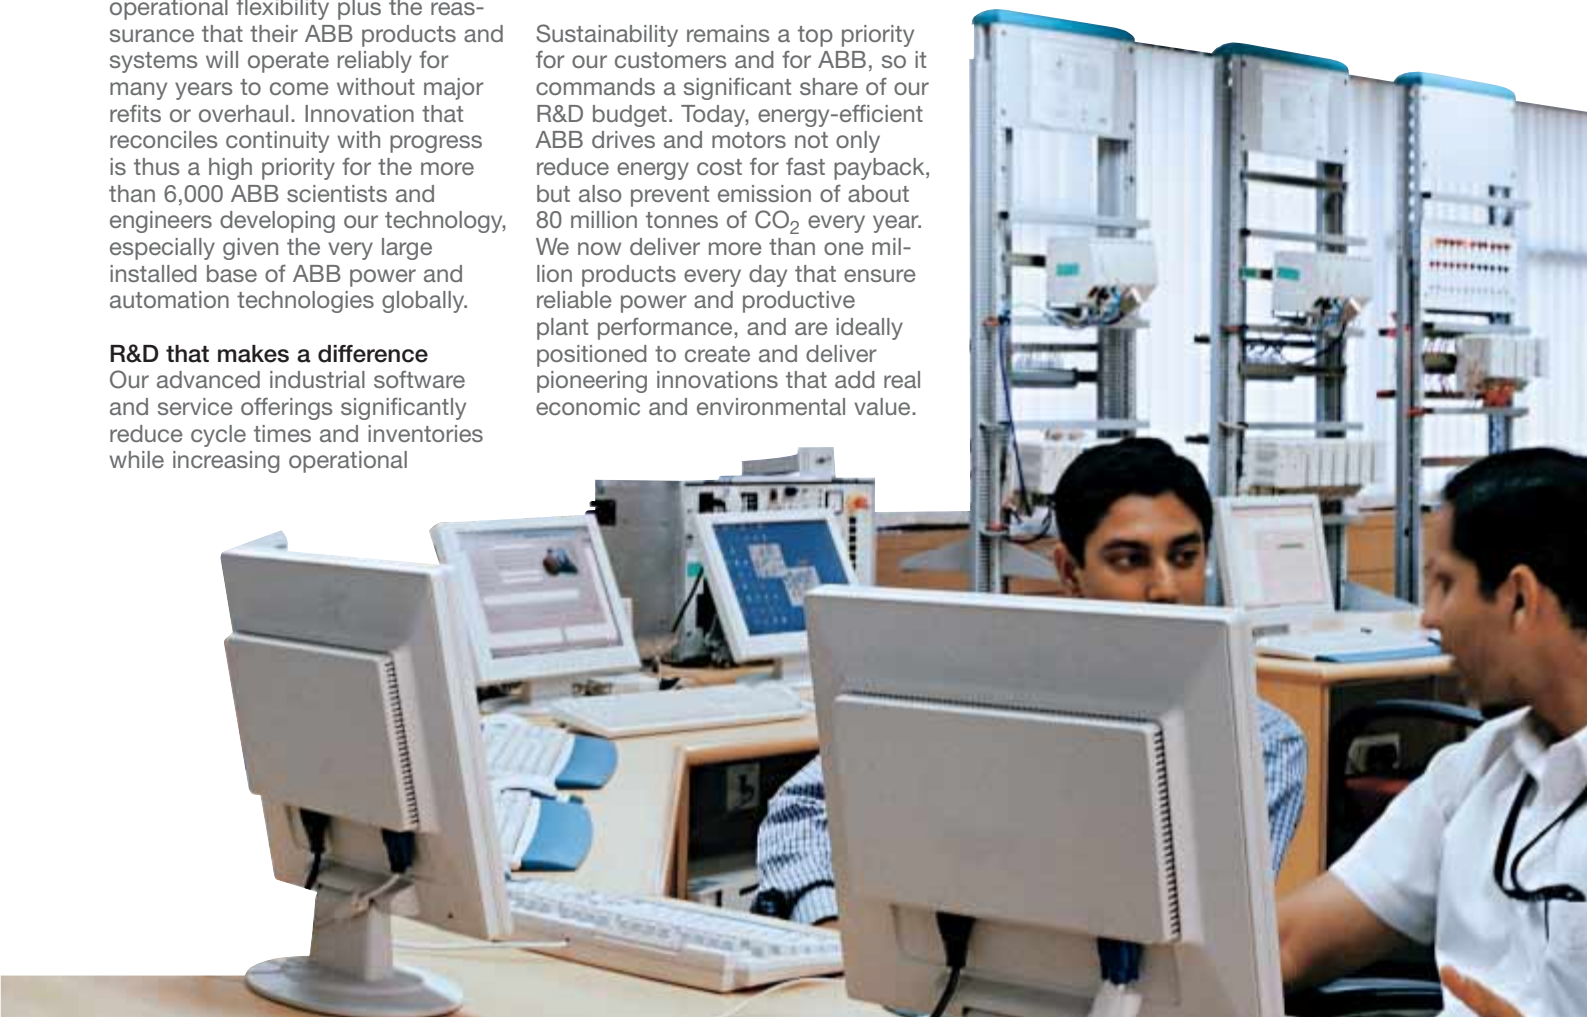 operational flexibility plus the reas-
surance that their ABB products and
systems will operate reliably for
many years to come without major
refits or overhaul. Innovation that
reconciles continuity with progress
is thus a high priority for the more
than 6,000 ABB scientists and
engineers developing our technology,
especially given the very large
installed base of ABB power and
automation technologies globally.
R&D that makes a difference
Our advanced industrial software
and service offerings significantly
reduce cycle times and inventories
while increasing operational
Sustainability remains a top priority
for our customers and for ABB, so it
commands a significant share of our
R&D budget. Today, energy-efficient
ABB drives and motors not only
reduce energy cost for fast payback,
but also prevent emission of about
80 million tonnes of CO₂ every year.
We now deliver more than one mil-
lion products every day that ensure
reliable power and productive
plant performance, and are ideally
positioned to create and deliver
pioneering innovations that add real
economic and environmental value.